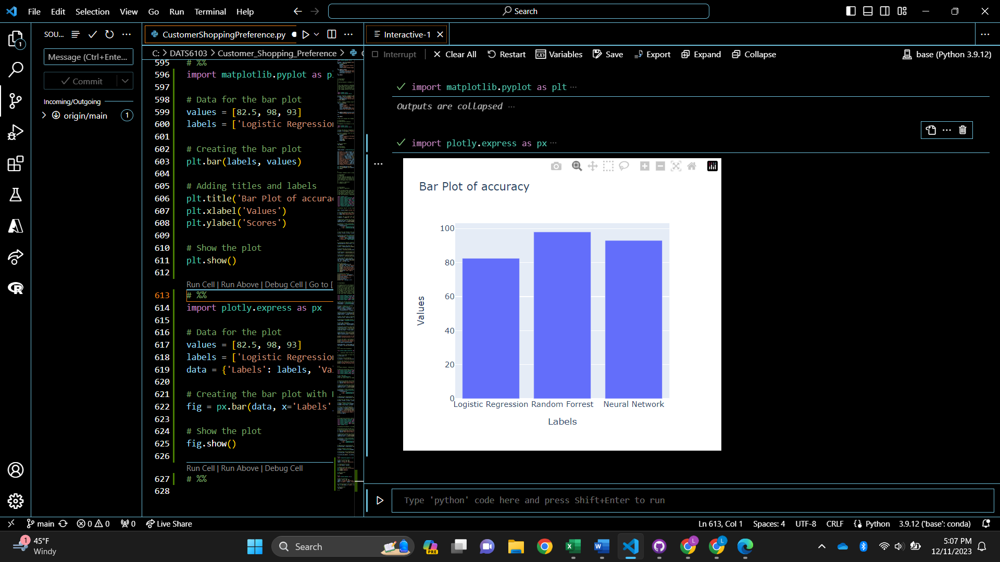 File Edit Selection View Go Run Terminal Help
Search
SOU...
Message (Ctrl+Ente...
Commit
Incoming/Outgoing
origin/main 1
1
CustomerShoppingPreference.py
C: > DATS6103 > Customer_Shopping_Preference >
595 # %%
596 import matplotlib.pyplot as pl
597
598 # Data for the bar plot
599 values = [82.5, 98, 93]
600 labels = ['Logistic Regression
601
602 # Creating the bar plot
603 plt.bar(labels, values)
604
605 # Adding titles and labels
606 plt.title('Bar Plot of accurac
607 plt.xlabel('Values')
608 plt.ylabel('Scores')
609
610 # Show the plot
611 plt.show()
612
Run Cell | Run Above | Debug Cell | Go to [
613 # %%
614 import plotly.express as px
615
616 # Data for the plot
617 values = [82.5, 98, 93]
618 labels = ['Logistic Regression
619 data = {'Labels': labels, 'Val
620
621 # Creating the bar plot with
622 fig = px.bar(data, x='Labels'
623
624 # Show the plot
625 fig.show()
626
Run Cell | Run Above | Debug Cell
627 # %%
628
Interactive-1
Interrupt Clear All Restart Variables Save Export Expand Collapse base (Python 3.9.12)
import matplotlib.pyplot as plt ...
Outputs are collapsed ...
import plotly.express as px ...
Bar Plot of accuracy
100
80
60
40
20
0
Values
Logistic Regression Random Forrest Neural Network
Labels
Type 'python' code here and press Shift+Enter to run
main 0 0 0 Live Share
Ln 613, Col 1 Spaces: 4 UTF-8 CRLF Python 3.9.12 ('base': conda)
1
45°F
Windy
Search
PRE
L
L
5:07 PM
12/11/2023